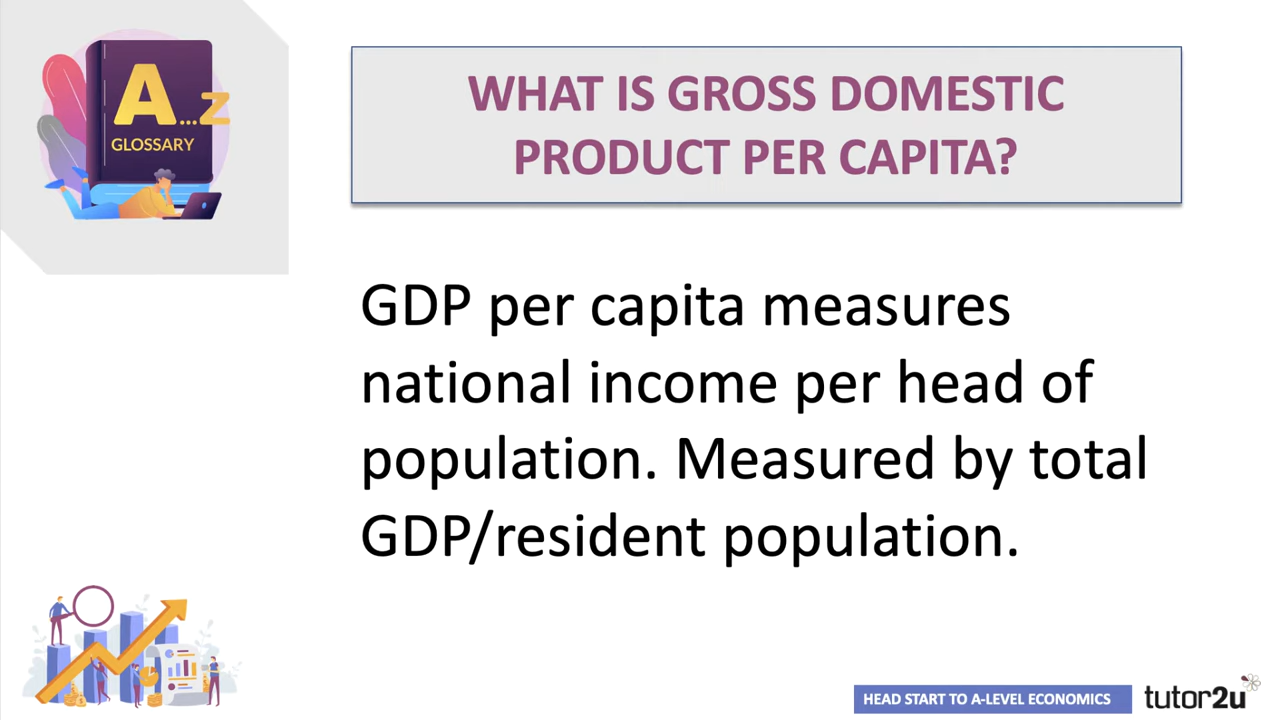 A...Z
GLOSSARY
WHAT IS GROSS DOMESTIC
PRODUCT PER CAPITA?
GDP per capita measures
national income per head of
population. Measured by total
GDP/resident population.
HEAD START TO A-LEVEL ECONOMICS
tutor2u